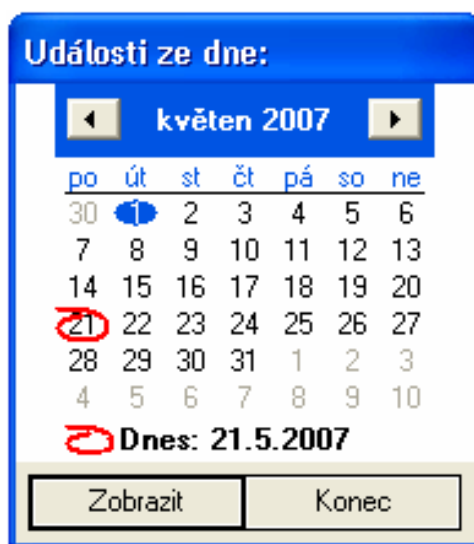 Události ze dne:
květen 2007
po út st čt pá so ne
30 1 2 3 4 5 6
7 8 9 10 11 12 13
14 15 16 17 18 19 20
21 22 23 24 25 26 27
28 29 30 31 1 2 3
4 5 6 7 8 9 10
Dnes: 21.5.2007
Zobrazit Konec